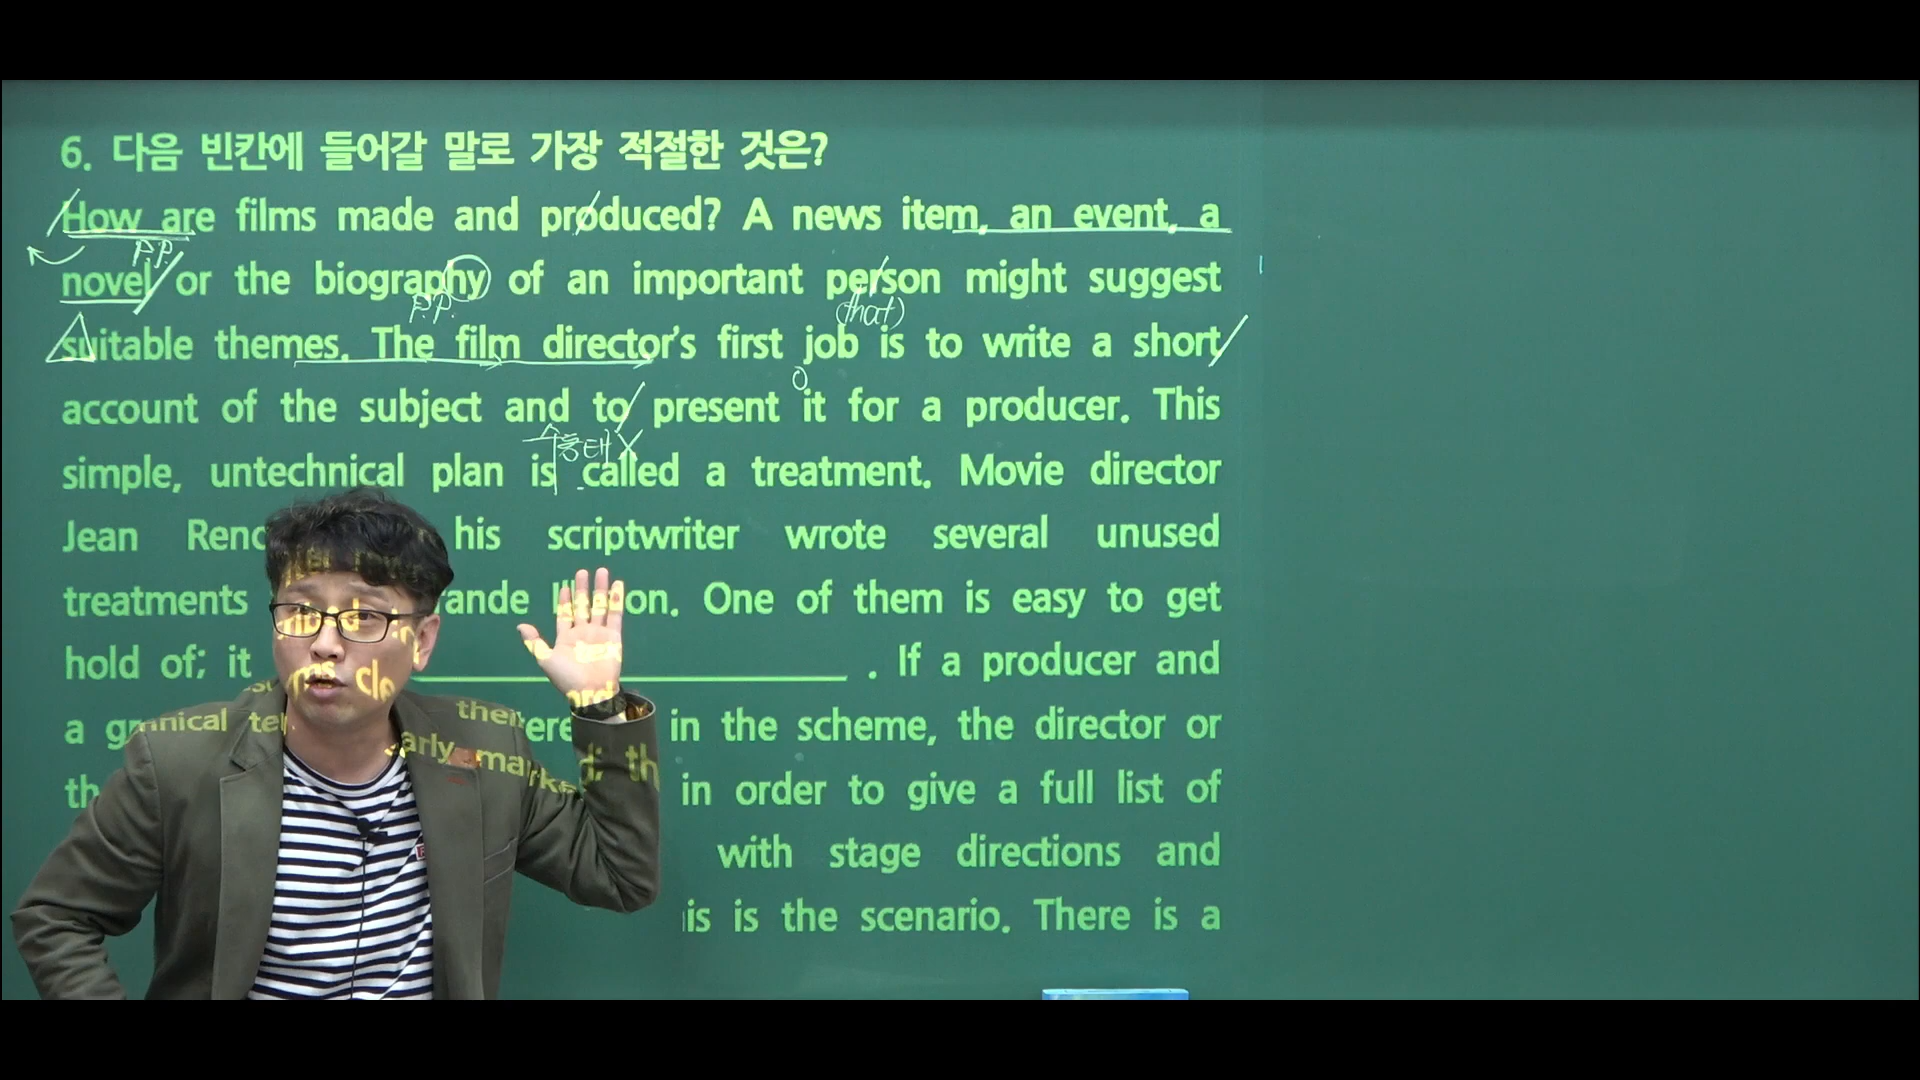 6. 다음 빈칸에 들어갈 말로 가장 적절한 것은?
How are films made and produced? A news item, an event, a
P.P.
novel or the biography of an important person might suggest
P.P. (that)
suitable themes. The film director's first job is to write a short
O
account of the subject and to present it for a producer. This
수동태 X
simple, untechnical plan is called a treatment. Movie director
Jean his scriptwriter wrote several unused
treatments One of them is easy to get
hold of; it . If a producer and
a in the scheme, the director or
in order to give a full list of
with stage directions and
is the scenario. There is a